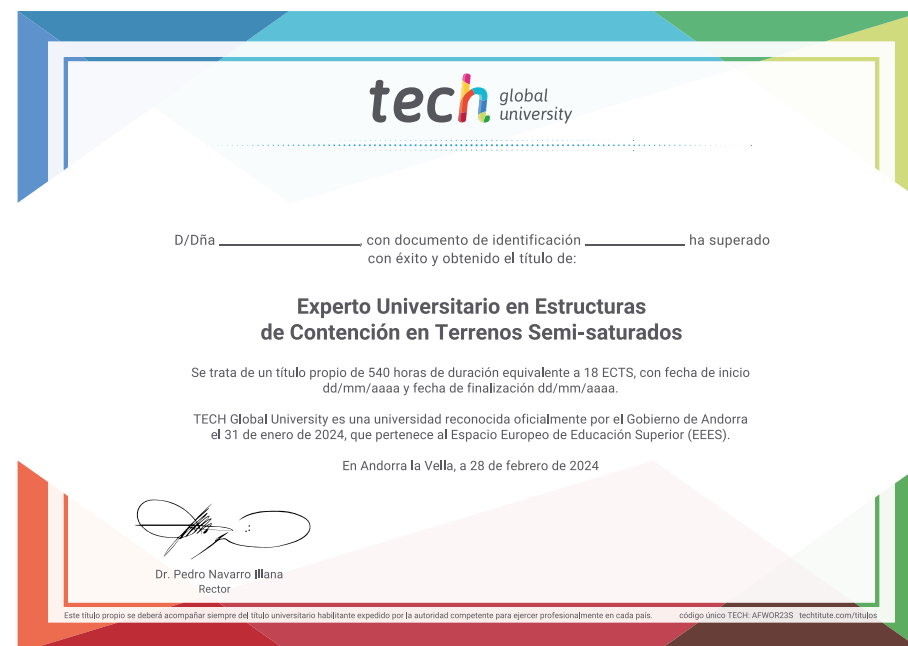 tech global
university
D/Dña ______________, con documento de identificación __________ ha superado
con éxito y obtenido el título de:
Experto Universitario en Estructuras
de Contención en Terrenos Semi-saturados
Se trata de un título propio de 540 horas de duración equivalente a 18 ECTS, con fecha de inicio
dd/mm/aaaa y fecha de finalización dd/mm/aaaa.
TECH Global University es una universidad reconocida oficialmente por el Gobierno de Andorra
el 31 de enero de 2024, que pertenece al Espacio Europeo de Educación Superior (EEES).
En Andorra la Vella, a 28 de febrero de 2024
Dr. Pedro Navarro Illana
Rector
Este título propio se deberá acompañar siempre del título universitario habilitante expedido por la autoridad competente para ejercer profesionalmente en cada país. código único TECH: AFWOR23S techtitute.com/titulos